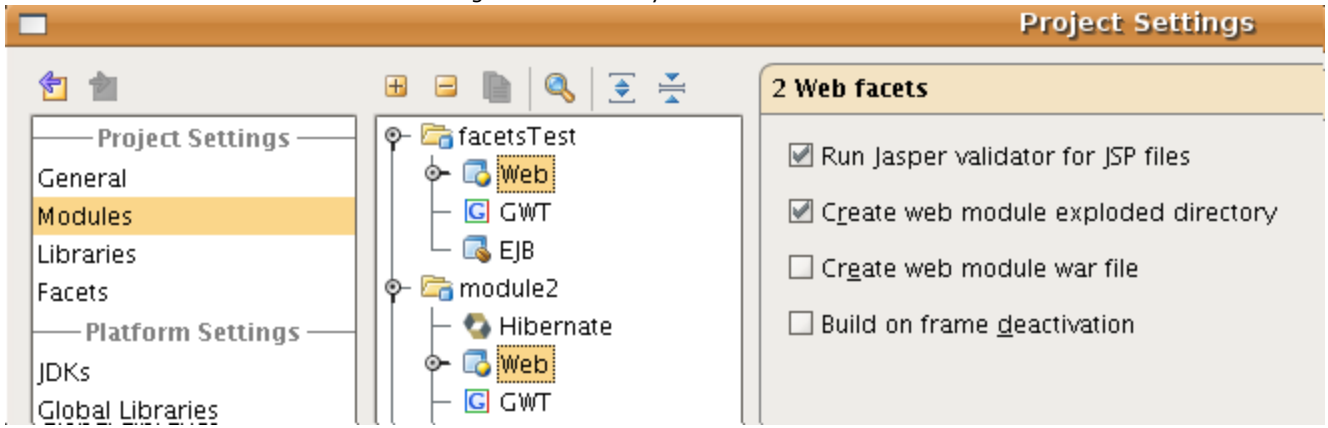 Project Settings
Project Settings
General
Modules
Libraries
Facets
Platform Settings
JDKs
Global Libraries
facetsTest
Web
G GWT
EJB
module2
Hibernate
Web
G GWT
2 Web facets
Run Jasper validator for JSP files
Create web module exploded directory
Create web module war file
Build on frame deactivation